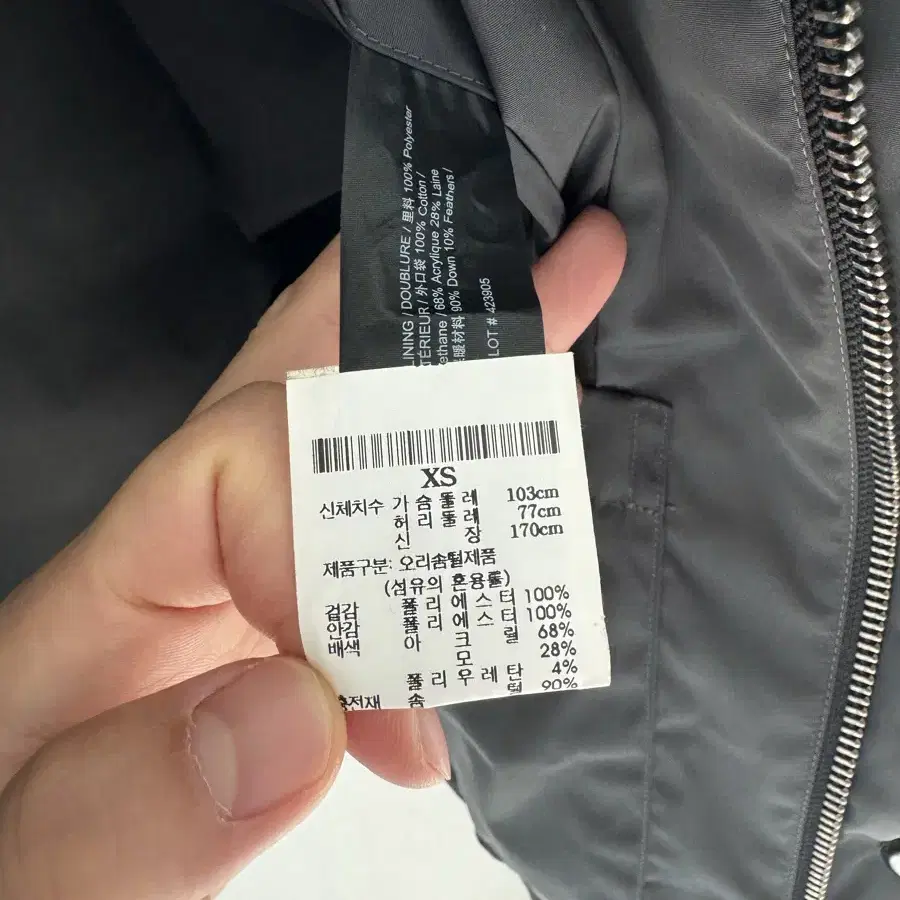 LINING / DOUBLURE / 里料 100% Polyester
TÉRIEUR / 外口袋 100% Cotton /
ethane / 68% Acrylique 28% Laine
服材料 90% Down 10% Feathers /
LOT # 423905
XS
신체치수 가 슴 둘 레 103cm
허 리 둘 레 77cm
신 장 170cm
제품구분: 오리솜털제품
(섬유의 혼용률)
겉감 폴 리 에 스 터 100%
안감 폴 리 에 스 터 100%
배색 아 크 릴 68%
모 28%
폴 리 우 레 탄 4%
충전재 솜 털 90%